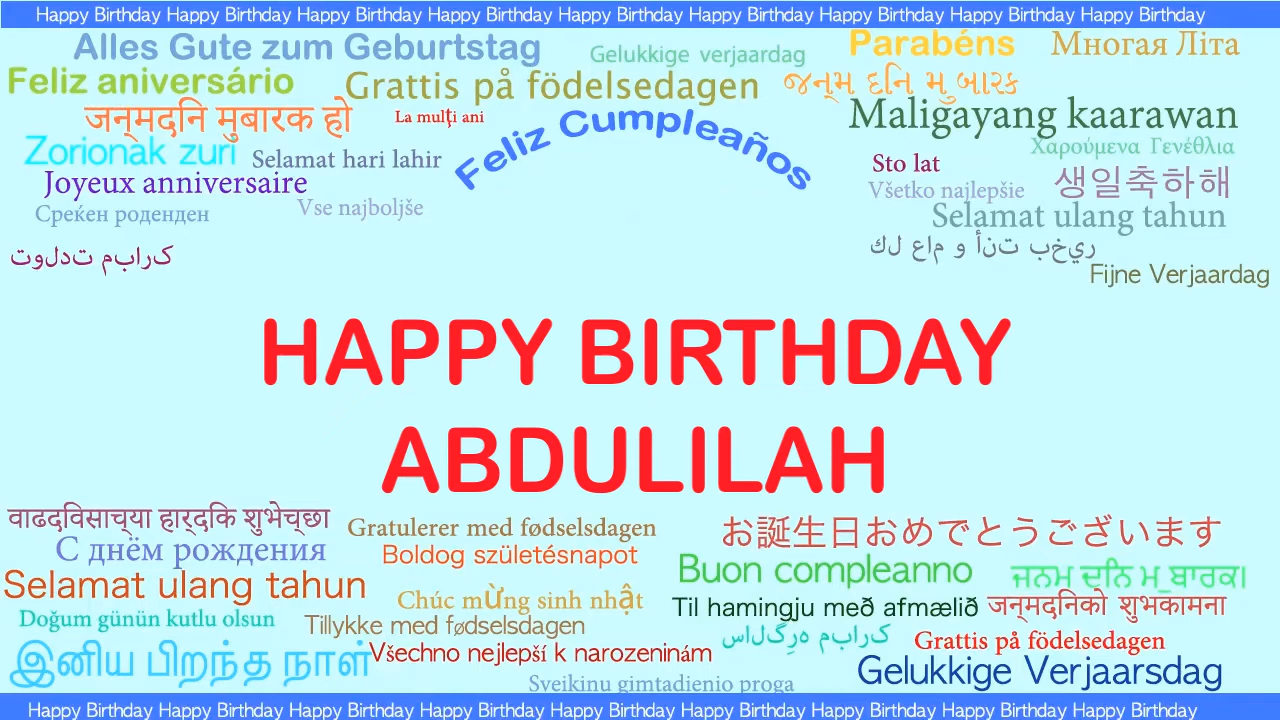 Happy Birthday Happy Birthday Happy Birthday Happy Birthday Happy Birthday Happy Birthday Happy Birthday Happy Birthday Happy Birthday
Alles Gute zum Geburtstag
Gelukkige verjaardag
Parabéns
Многая Літа
Feliz aniversário
Grattis på födelsedagen
જન્મ દિન મુબારક
जन्मदिन मुबारक हो
La mulţi ani
Feliz Cumpleaños
Maligayang kaarawan
Zorionak zuri
Selamat hari lahir
Χαρούμενα Γενέθλια
Sto lat
Joyeux anniversaire
Všetko najlepšie
생일축하해
Среќен роденден
Vse najboljše
Selamat ulang tahun
تولدت مبارک
كل عام و أنت بخير
Fijne Verjaardag
HAPPY BIRTHDAY
ABDULILAH
वाढदिवसाच्या हार्दिक शुभेच्छा
Gratulerer med fødselsdagen
お誕生日おめでとうございます
С днём рождения
Boldog születésnapot
Buon compleanno
ਜਨਮ ਦਿਨ ਮੁਬਾਰਕ।
Selamat ulang tahun
Chúc mừng sinh nhật
Til hamingju með afmælið
जन्मदिनको शुभकामना
Doğum günün kutlu olsun
Tillykke med fødselsdagen
سالگرہ مبارک
Grattis på födelsedagen
இனிய பிறந்த நாள்
Všechno nejlepší k narozeninám
Gelukkige Verjaarsdag
Sveikinu gimtadienio proga
Happy Birthday Happy Birthday Happy Birthday Happy Birthday Happy Birthday Happy Birthday Happy Birthday Happy Birthday Happy Birthday